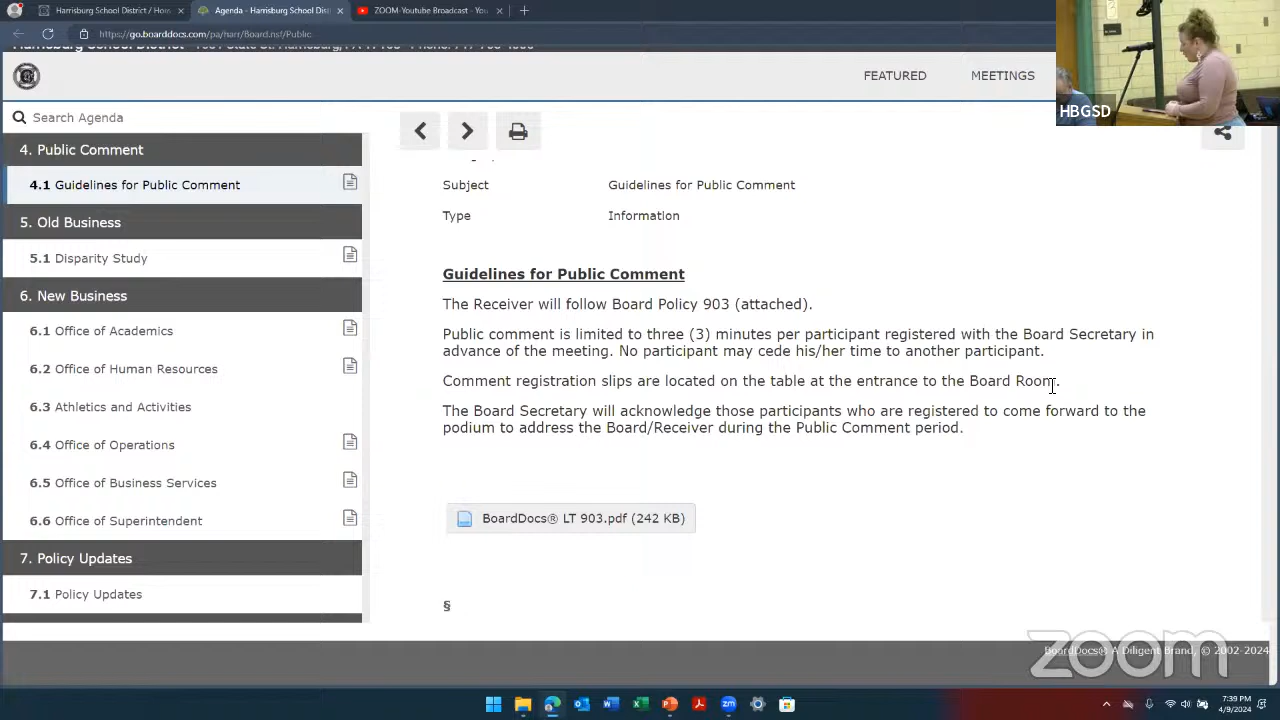 Harrisburg School District / Hom
Agenda - Harrisburg School Distri
ZOOM-Youtube Broadcast - You
https://go.boarddocs.com/pa/harr/Board.nsf/Public
FEATURED
MEETINGS
HBGSD
Search Agenda
4. Public Comment
4.1 Guidelines for Public Comment
5. Old Business
5.1 Disparity Study
6. New Business
6.1 Office of Academics
6.2 Office of Human Resources
6.3 Athletics and Activities
6.4 Office of Operations
6.5 Office of Business Services
6.6 Office of Superintendent
7. Policy Updates
7.1 Policy Updates
Subject Guidelines for Public Comment
Type Information
Guidelines for Public Comment
The Receiver will follow Board Policy 903 (attached).
Public comment is limited to three (3) minutes per participant registered with the Board Secretary in
advance of the meeting. No participant may cede his/her time to another participant.
Comment registration slips are located on the table at the entrance to the Board Room.
The Board Secretary will acknowledge those participants who are registered to come forward to the
podium to address the Board/Receiver during the Public Comment period.
BoardDocs® LT 903.pdf (242 KB)
§
zoom
BoardDocs® A Diligent Brand, © 2002-2024
7:39 PM
4/9/2024